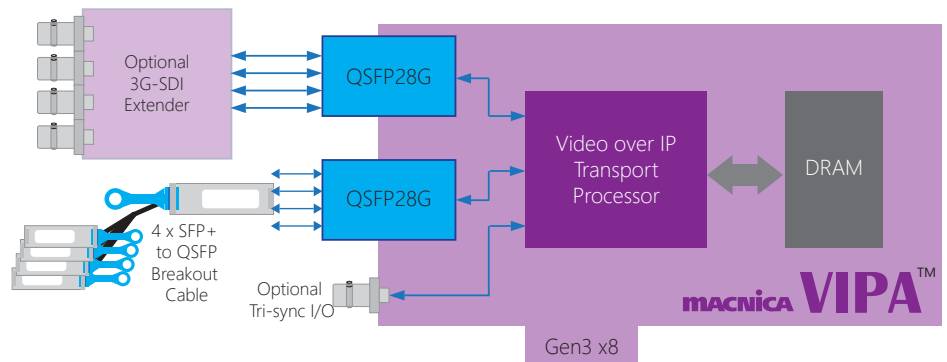 Optional
3G-SDI
Extender
QSFP28G
Video over IP
Transport
Processor
DRAM
QSFP28G
4 x SFP+
to QSFP
Breakout
Cable
Optional
Tri-sync I/O
macnica VIPA™
Gen3 x8